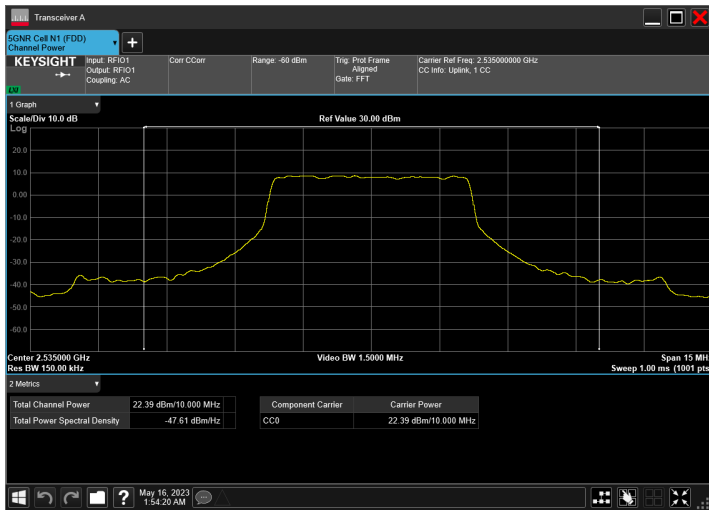 Transceiver A
5GNR Cell N1 (FDD)
Channel Power
KEYSIGHT
Input: RFIO1
Output: RFIO1
Coupling: AC
Corr CCorr
Range: -60 dBm
Trig: Prot Frame
Aligned
Gate: FFT
Carrier Ref Freq: 2.535000000 GHz
CC Info: Uplink, 1 CC
LXI
1 Graph
Scale/Div 10.0 dB
Ref Value 30.00 dBm
Log
20.0
10.0
0.00
-10.0
-20.0
-30.0
-40.0
-50.0
-60.0
Center 2.535000 GHz
Video BW 1.5000 MHz
Span 15 MH
Res BW 150.00 kHz
Sweep 1.00 ms (1001 pts
2 Metrics
Total Channel Power 22.39 dBm/10.000 MHz
Total Power Spectral Density -47.61 dBm/Hz
Component Carrier Carrier Power
CC0 22.39 dBm/10.000 MHz
?
May 16, 2023
1:54:20 AM